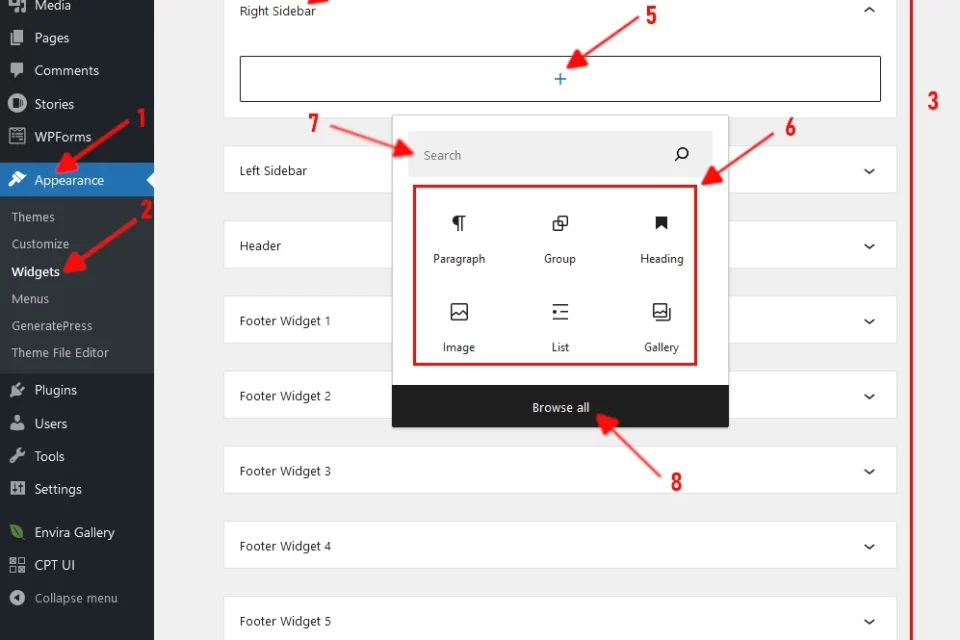 Media
Pages
Comments
Stories
WPForms
1
Appearance
Themes
2
Customize
Widgets
Menus
GeneratePress
Theme File Editor
Plugins
Users
Tools
Settings
Envira Gallery
CPT UI
Collapse menu
Right Sidebar
5
3
7
6
Search
Left Sidebar
Header
Paragraph
Group
Heading
Image
List
Gallery
Browse all
8
Footer Widget 1
Footer Widget 2
Footer Widget 3
Footer Widget 4
Footer Widget 5